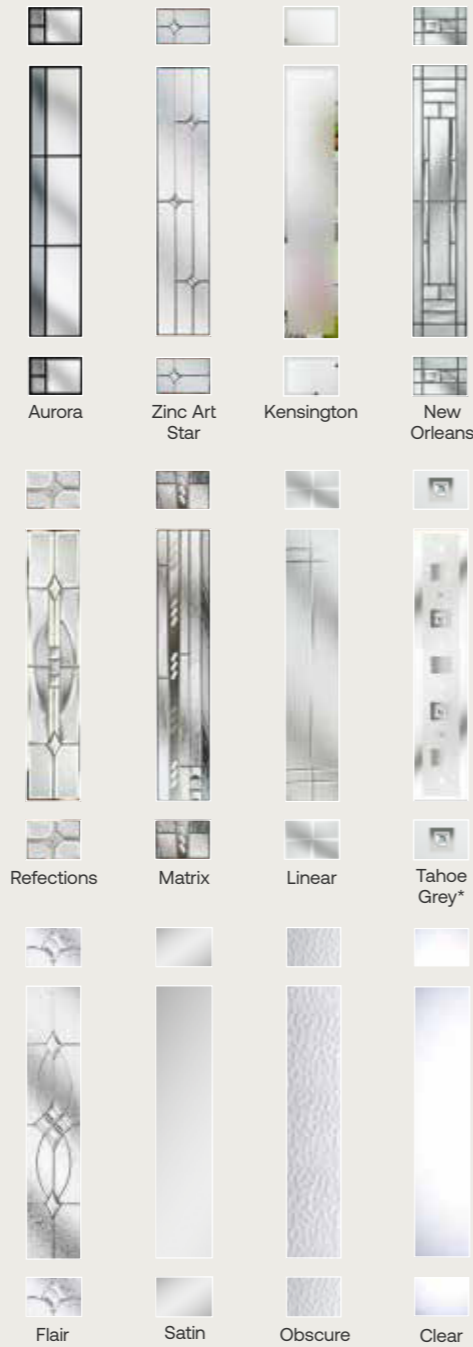 Aurora
Zinc Art
Star
Kensington
New
Orleans
Refections
Matrix
Linear
Tahoe
Grey*
Flair
Satin
Obscure
Clear